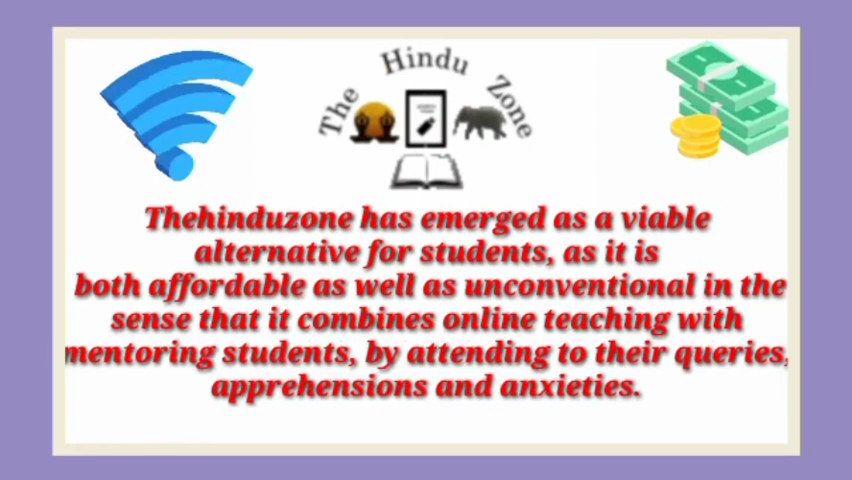 The Hindu Zone
Thehinduzone has emerged as a viable
alternative for students, as it is
both affordable as well as unconventional in the
sense that it combines online teaching with
mentoring students, by attending to their queries,
apprehensions and anxieties.